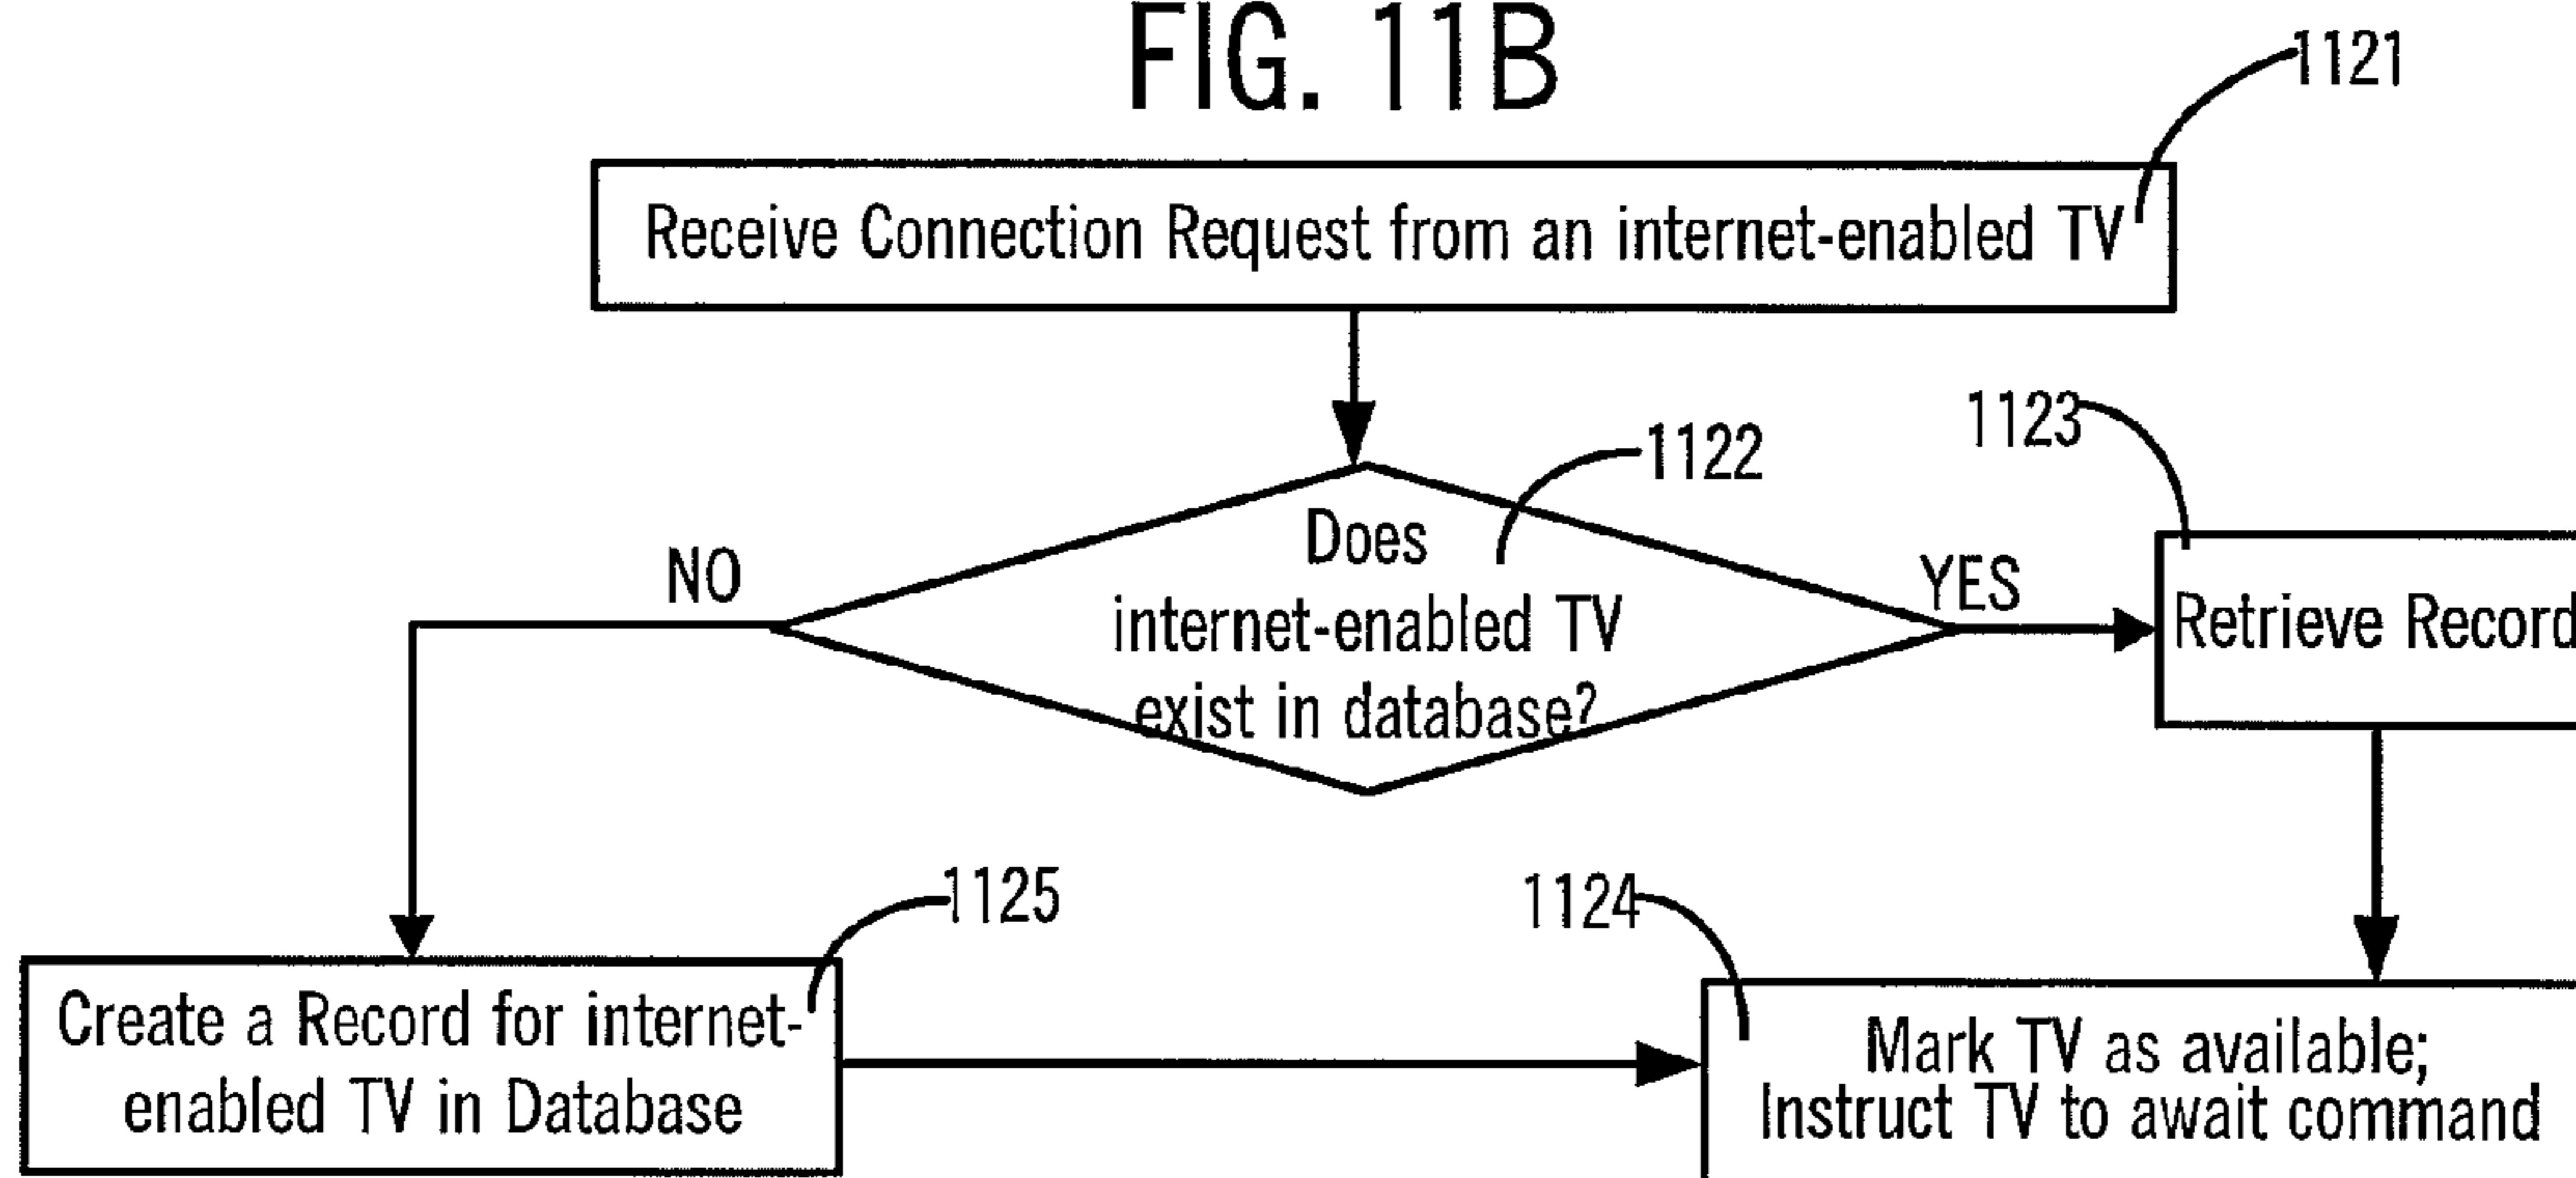 FIG. 11B
1121
Receive Connection Request from an internet-enabled TV
1122
1123
Does
internet-enabled TV
exist in database?
NO
YES
Retrieve Record
1125
1124
Create a Record for internet-
enabled TV in Database
Mark TV as available;
Instruct TV to await command